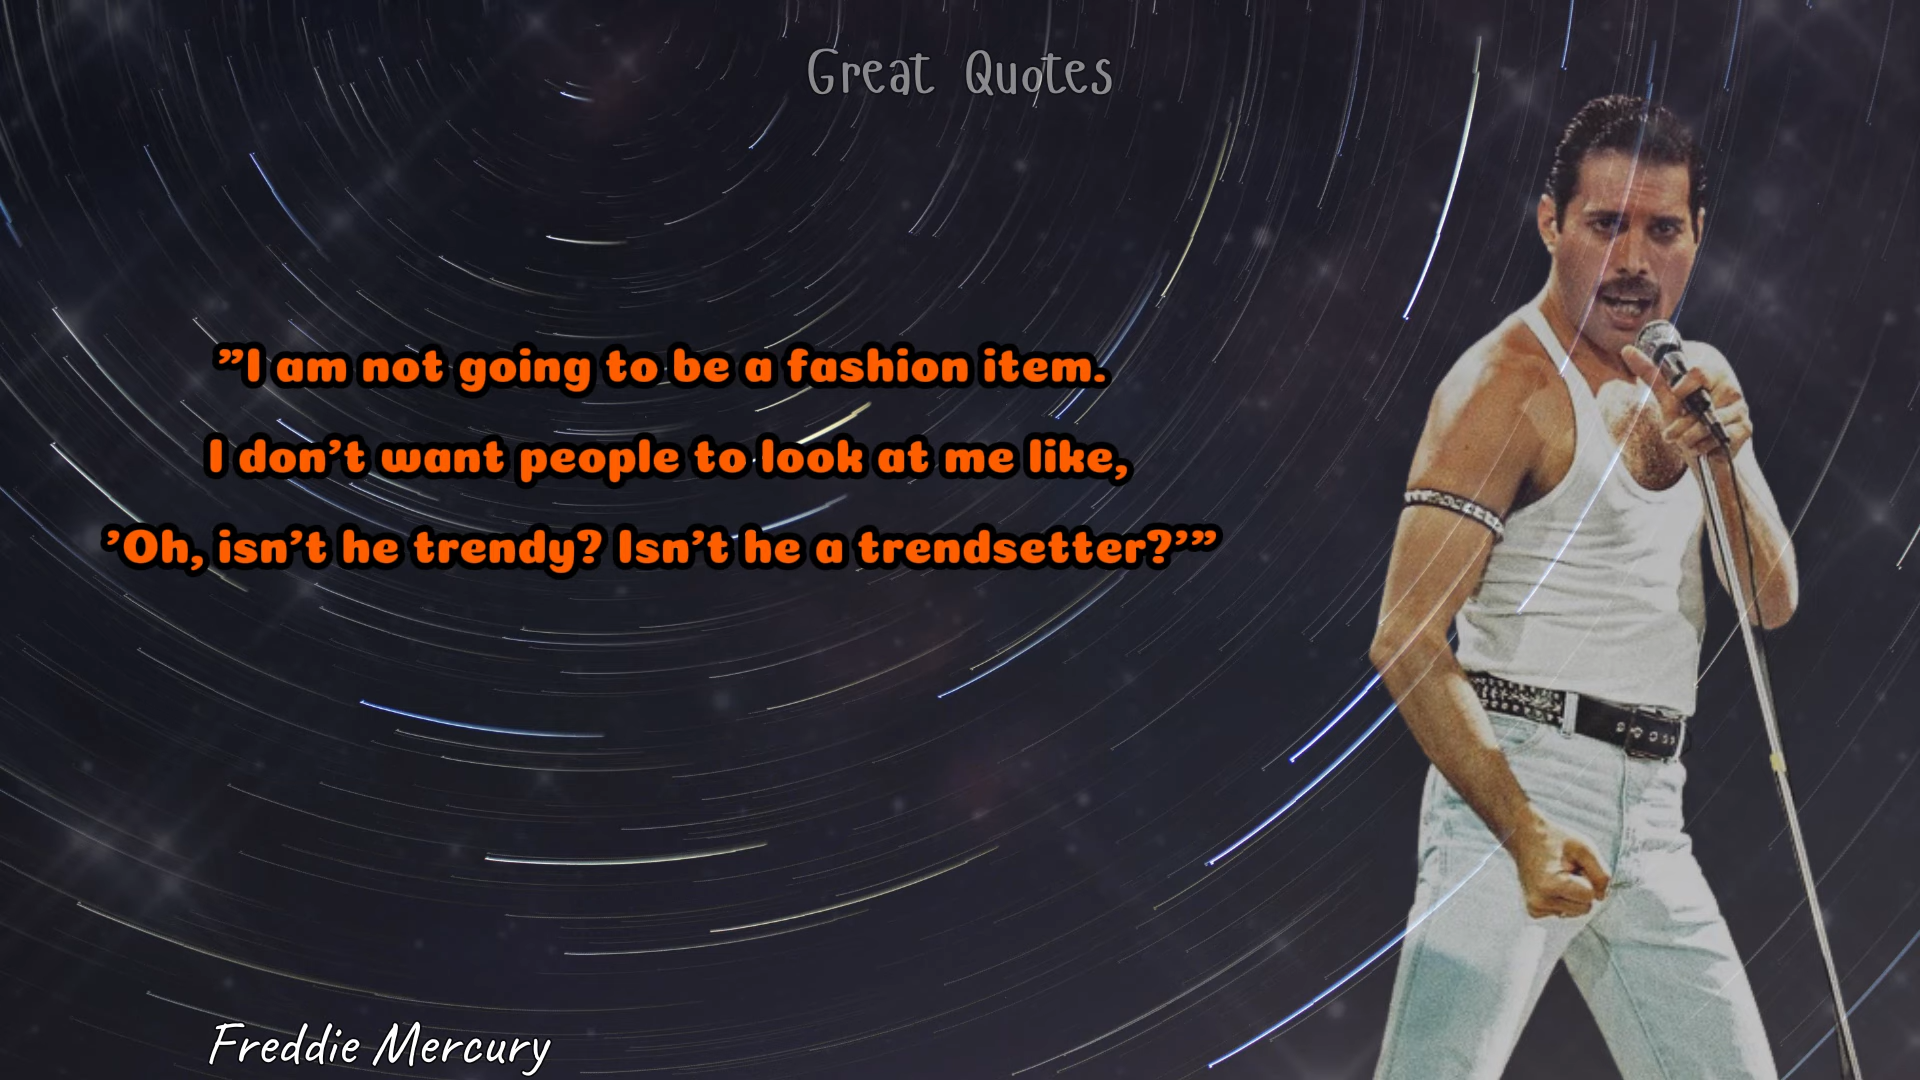 Great Quotes
”I am not going to be a fashion item.
I don’t want people to look at me like,
’Oh, isn’t he trendy? Isn’t he a trendsetter?’”
Freddie Mercury